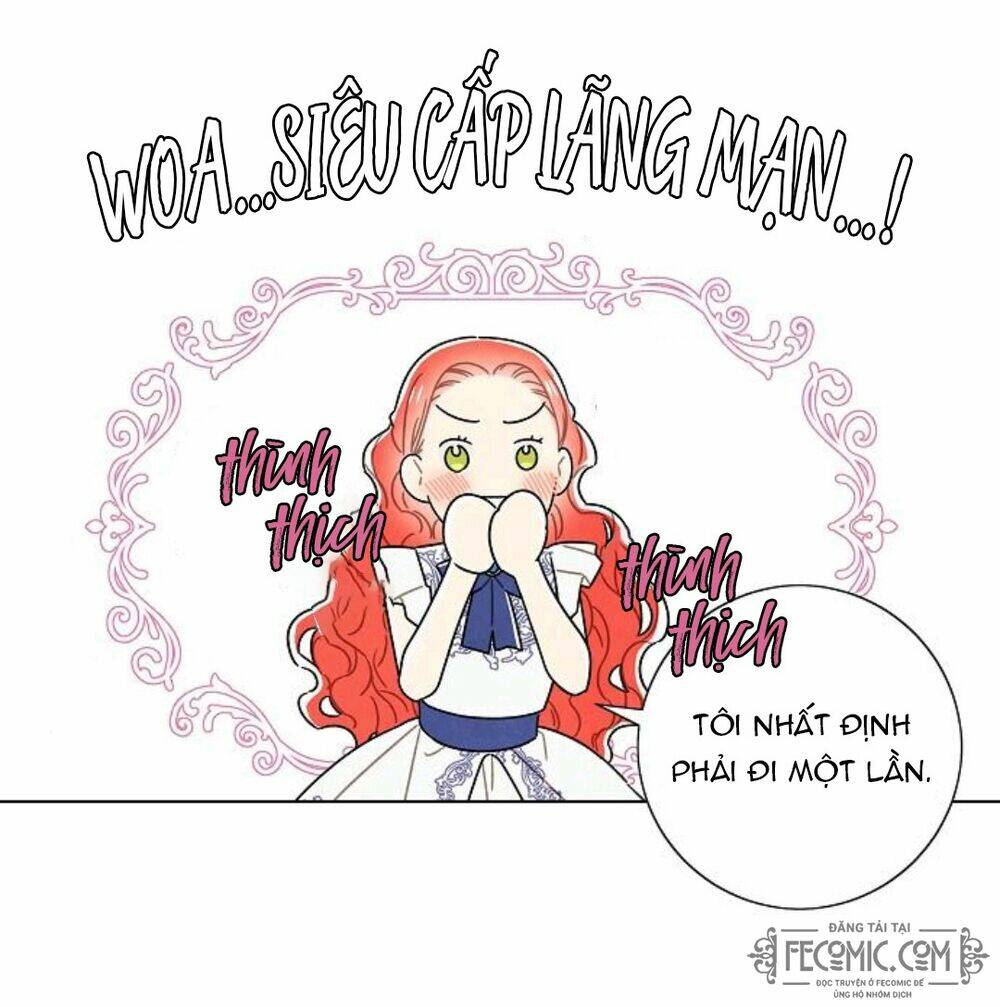 WOA...SIÊU CẤP LÃNG MẠN...!
thình
thịch
thình
thịch
TÔI NHẤT ĐỊNH
PHẢI ĐI MỘT LẦN.
ĐĂNG TẢI TẠI
FECOMIC.COM
ĐỌC TRUYỆN Ở FECOMIC ĐỂ
ỦNG HỘ NHÓM DỊCH